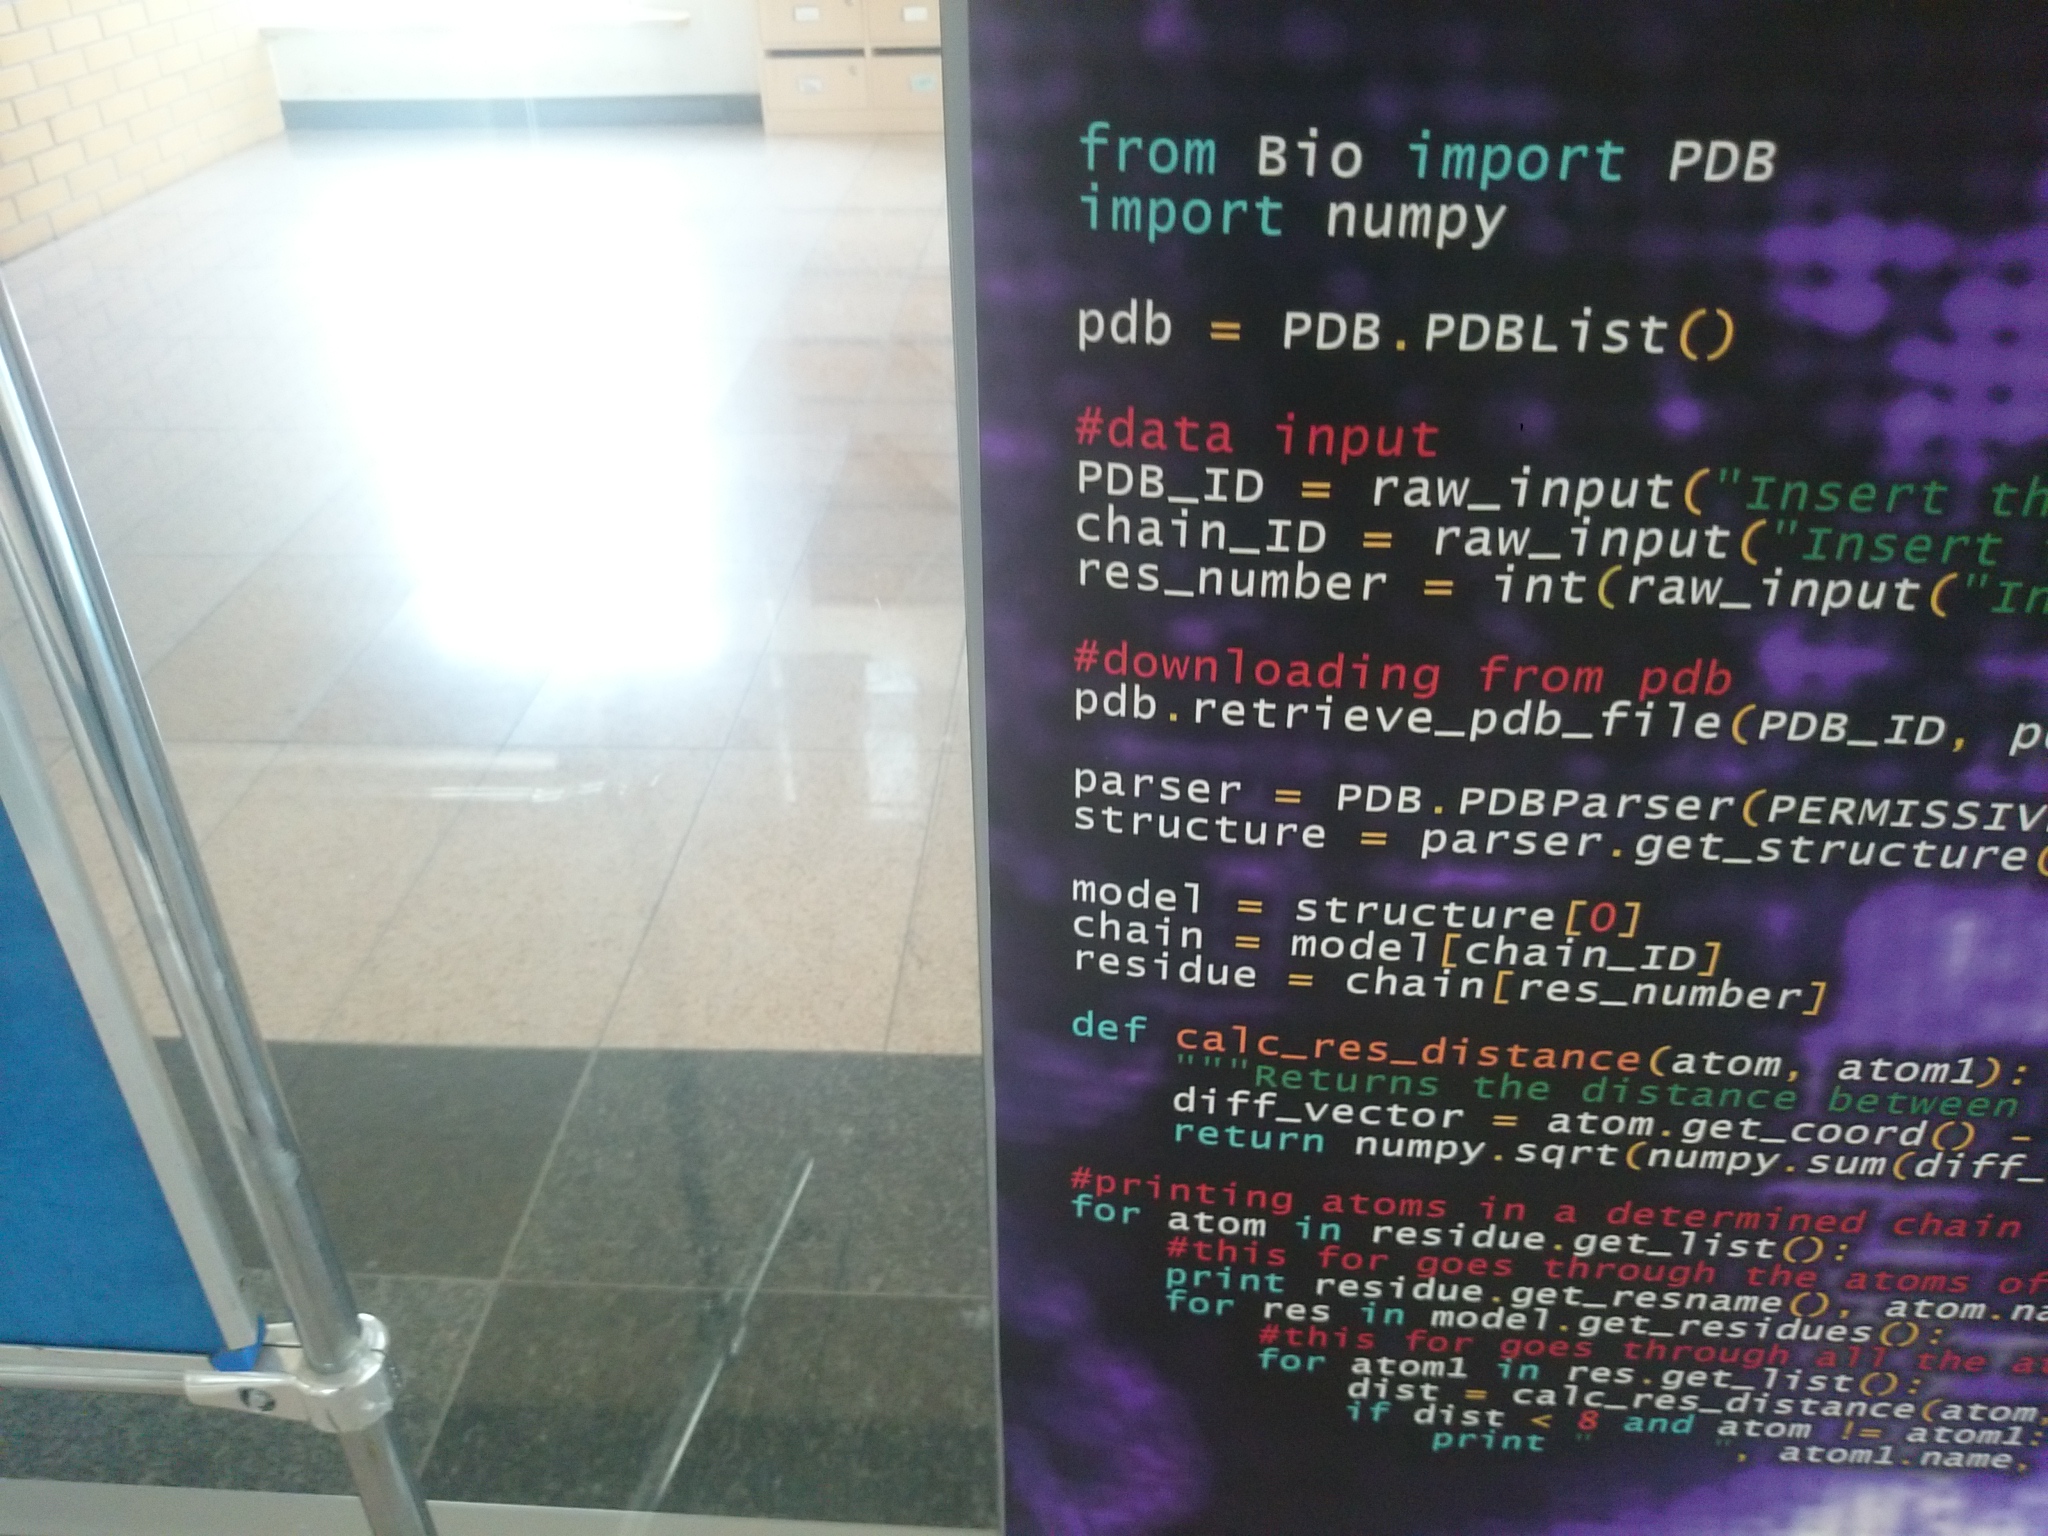 from Bio import PDB
import numpy
pdb = PDB.PDBList()
#data input
PDB_ID = raw_input("Insert th
chain_ID = raw_input("Insert
res_number = int(raw_input("In
#downloading from pdb
pdb.retrieve_pdb_file(PDB_ID, p
parser = PDB.PDBParser(PERMISSIV
structure = parser.get_structure(
model = structure[0]
chain = model[chain_ID]
residue = chain[res_number]
def calc_res_distance(atom, atom1):
"""Returns the distance between
diff_vector = atom.get_coord() -
return numpy.sqrt(numpy.sum(diff_
#printing atoms in a determined chain
for atom in residue.get_list():
#this for goes through the atoms of
print residue.get_resname(), atom.na
for res in model.get_residues():
#this for goes through all the a
for atom1 in res.get_list():
dist = calc_res_distance(atom,
if dist < 8 and atom != atom1:
print " ", atom1.name,